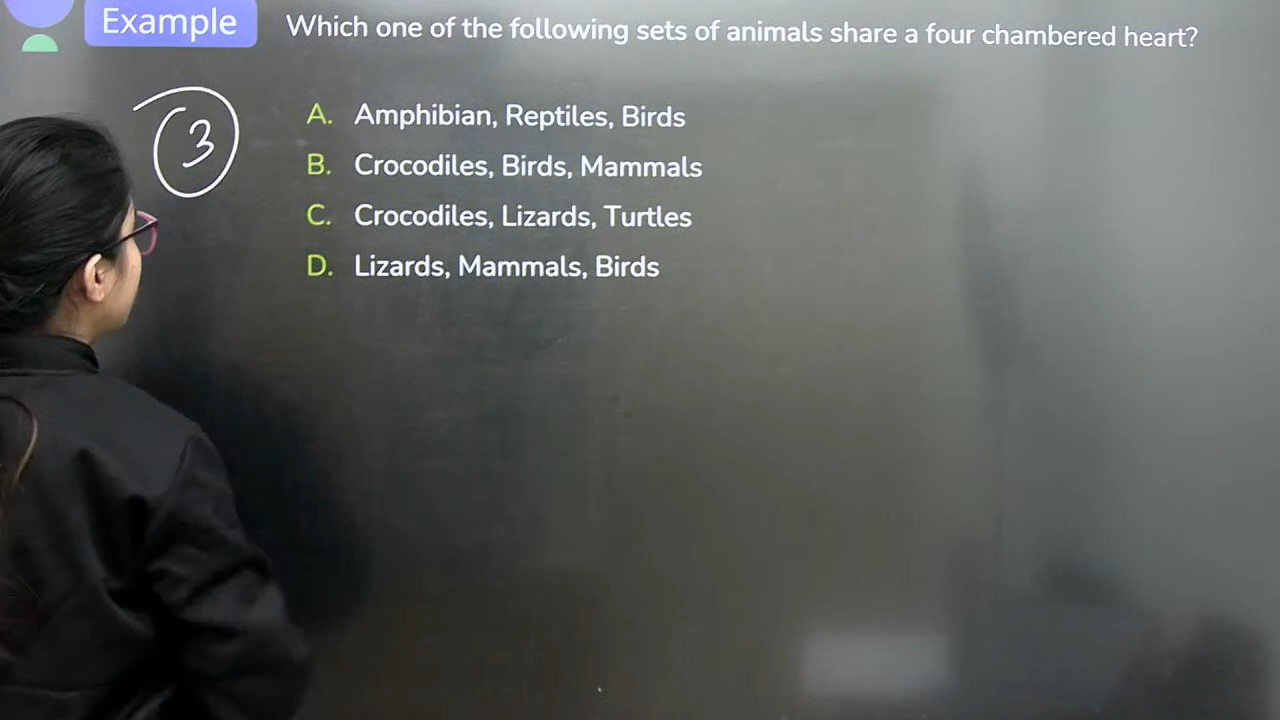 Example
Which one of the following sets of animals share a four chambered heart?
3
A. Amphibian, Reptiles, Birds
B. Crocodiles, Birds, Mammals
C. Crocodiles, Lizards, Turtles
D. Lizards, Mammals, Birds